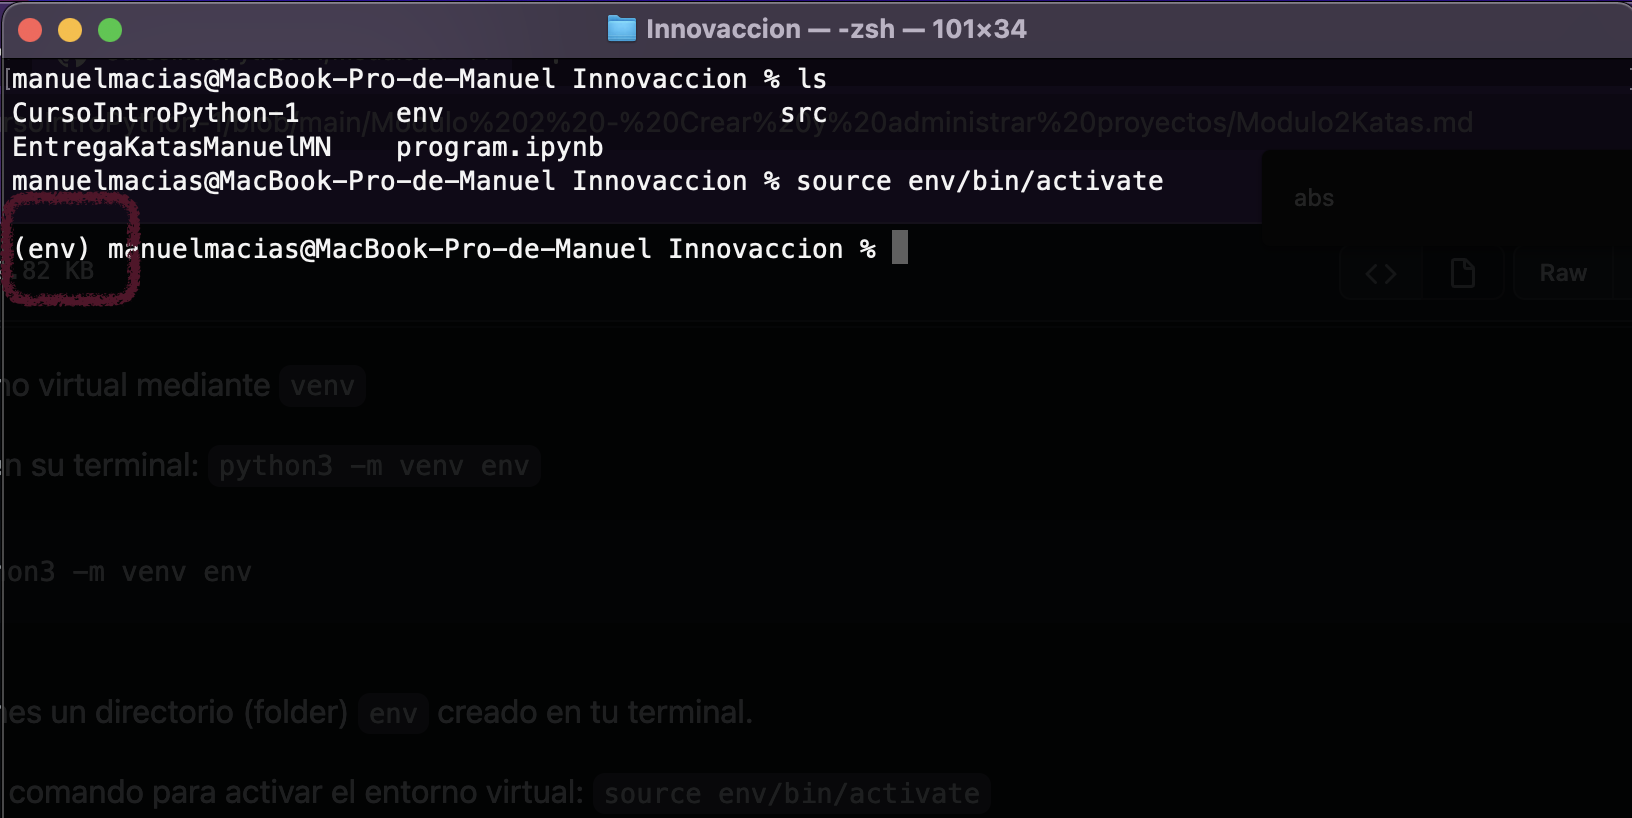 Innovaccion — -zsh — 101×34
manuelmacias@MacBook-Pro-de-Manuel Innovaccion % ls
CursoIntroPython-1 env src
/blob/main/Modulo%202%20-%20Crear%20y%20administrar%20proyectos/Modulo2Katas.md
EntregaKatasManuelMN program.ipynb
manuelmacias@MacBook-Pro-de-Manuel Innovaccion % source env/bin/activate
abs
(env) manuelmacias@MacBook-Pro-de-Manuel Innovaccion %
.82 KB
Raw
no virtual mediante venv
en su terminal: python3 -m venv env
on3 -m venv env
nes un directorio (folder) env creado en tu terminal.
comando para activar el entorno virtual: source env/bin/activate